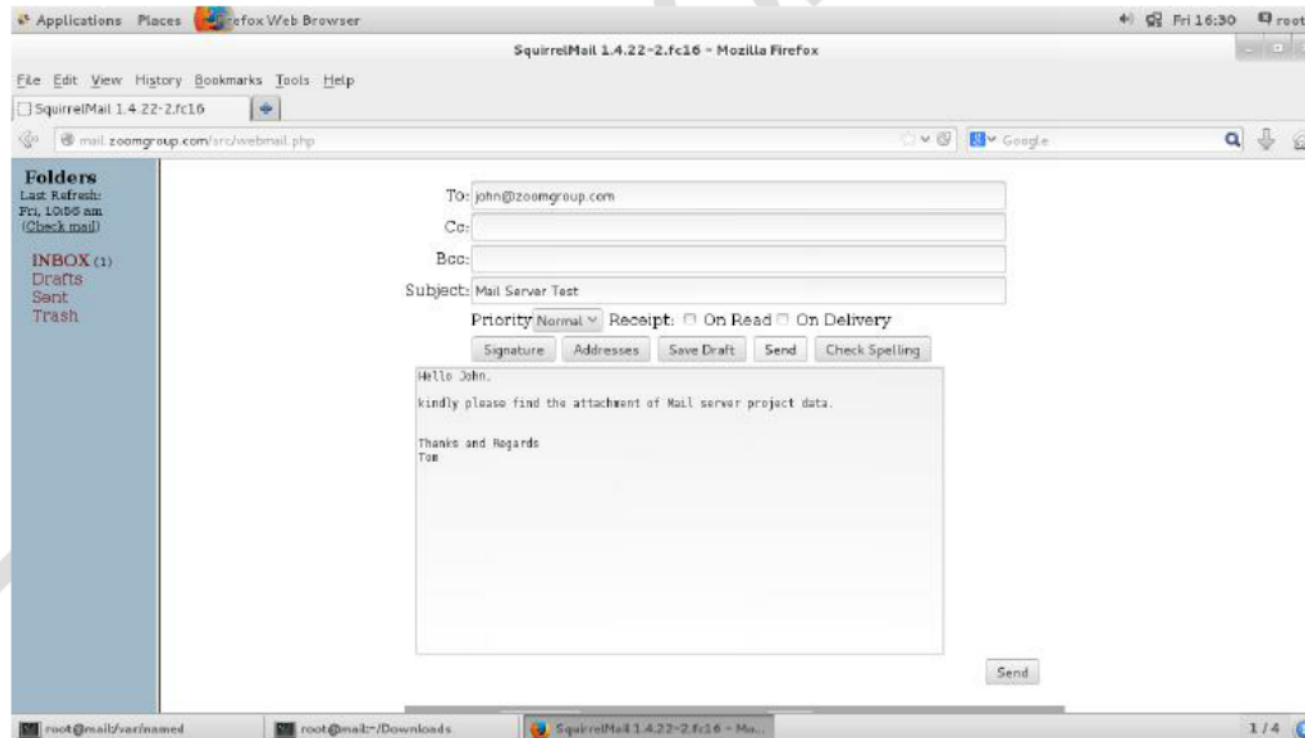 Applications Places Firefox Web Browser Fri 16:30 root
SquirrelMail 1.4.22-2.fc16 - Mozilla Firefox
File Edit View History Bookmarks Tools Help
SquirrelMail 1.4.22-2.fc16
mail.zoomgroup.com/src/webmail.php Google
Folders
Last Refresh:
Fri, 10:56 am
(Check mail)
INBOX (1)
Drafts
Sent
Trash
To: john@zoomgroup.com
Cc:
Bcc:
Subject: Mail Server Test
Priority Normal Receipt: On Read On Delivery
Signature Addresses Save Draft Send Check Spelling
Hello John,
kindly please find the attachment of Mail server project data.
Thanks and Regards
Tom
Send
root@mail:/var/named root@mail:~/Downloads SquirrelMail 1.4.22-2.fc16 - Mo... 1 / 4